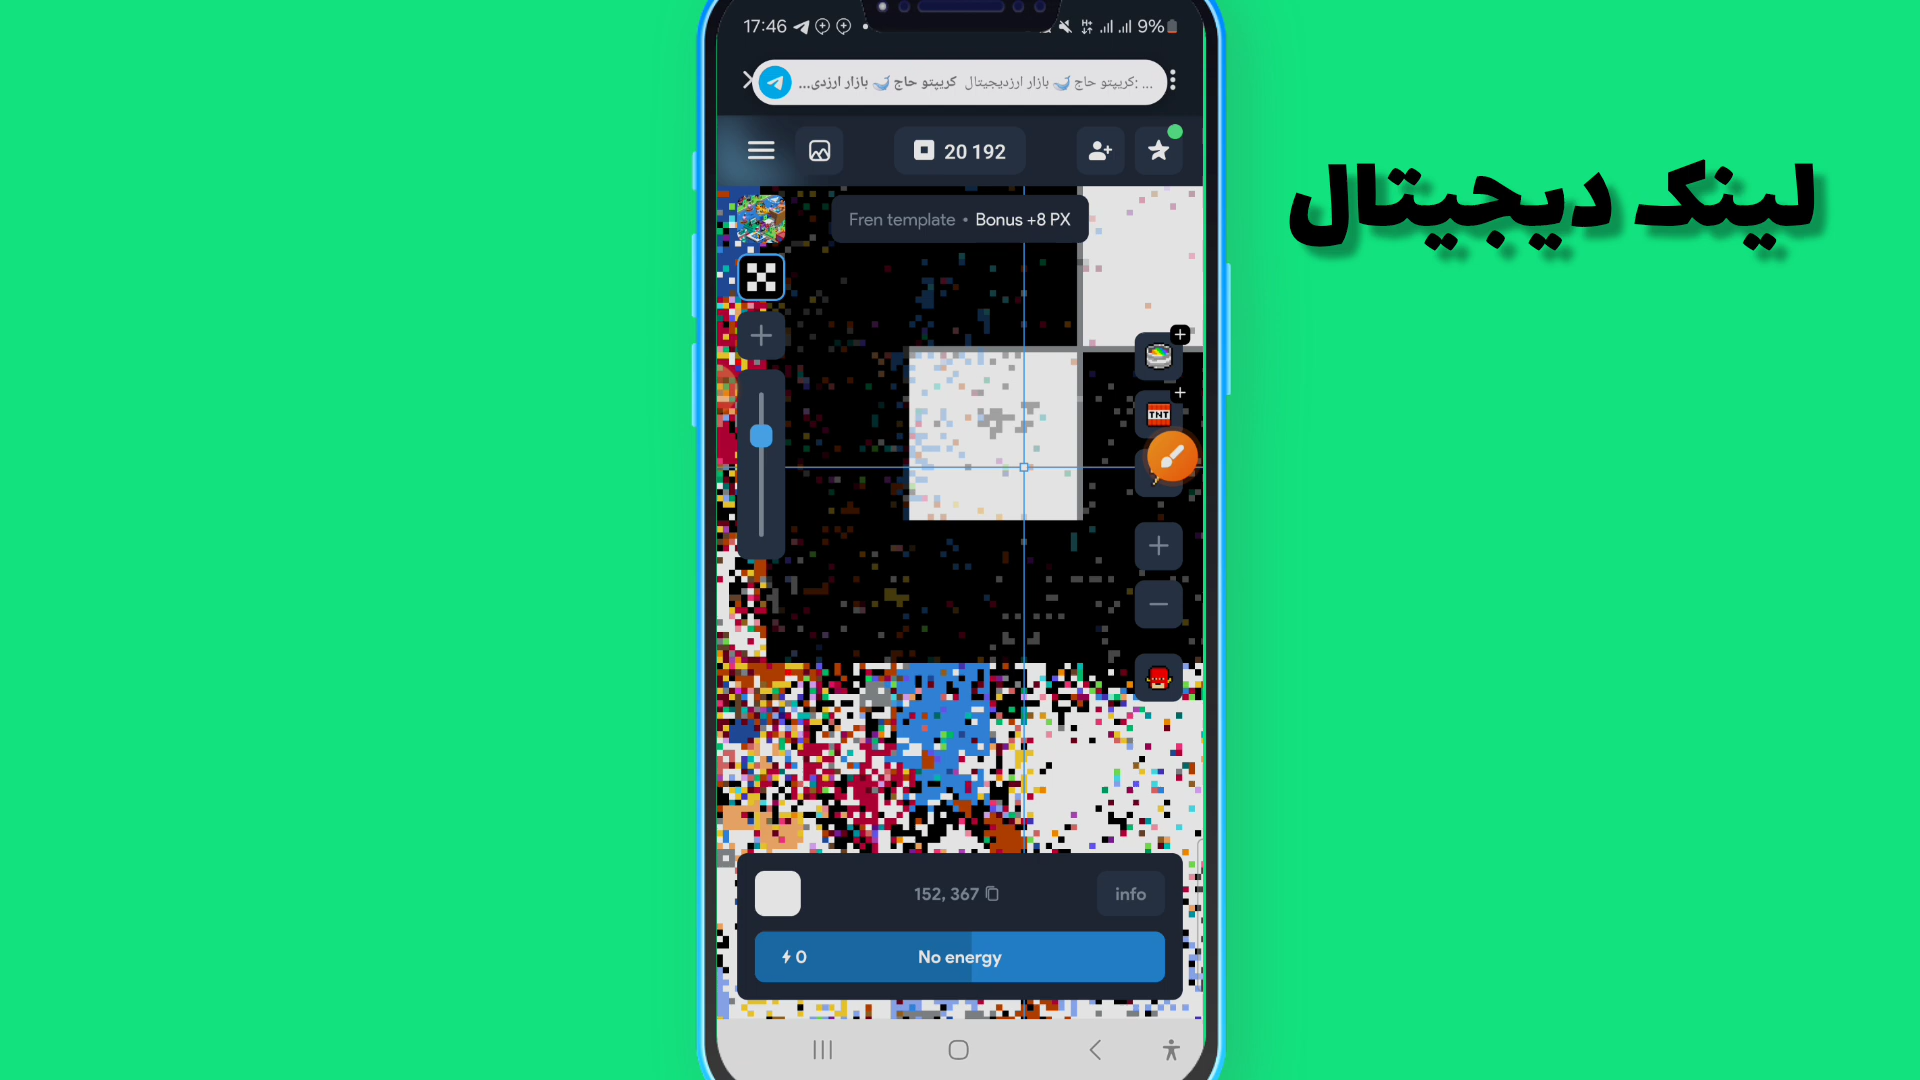 17:46
9%
کریپتو حاج 🐋 بازار ارزدیجیتال: ... کریپتو حاج 🐋 بازار ارزدی...
20 192
Fren template • Bonus +8 PX
لینک دیجیتال
TNT
152, 367
info
0 No energy